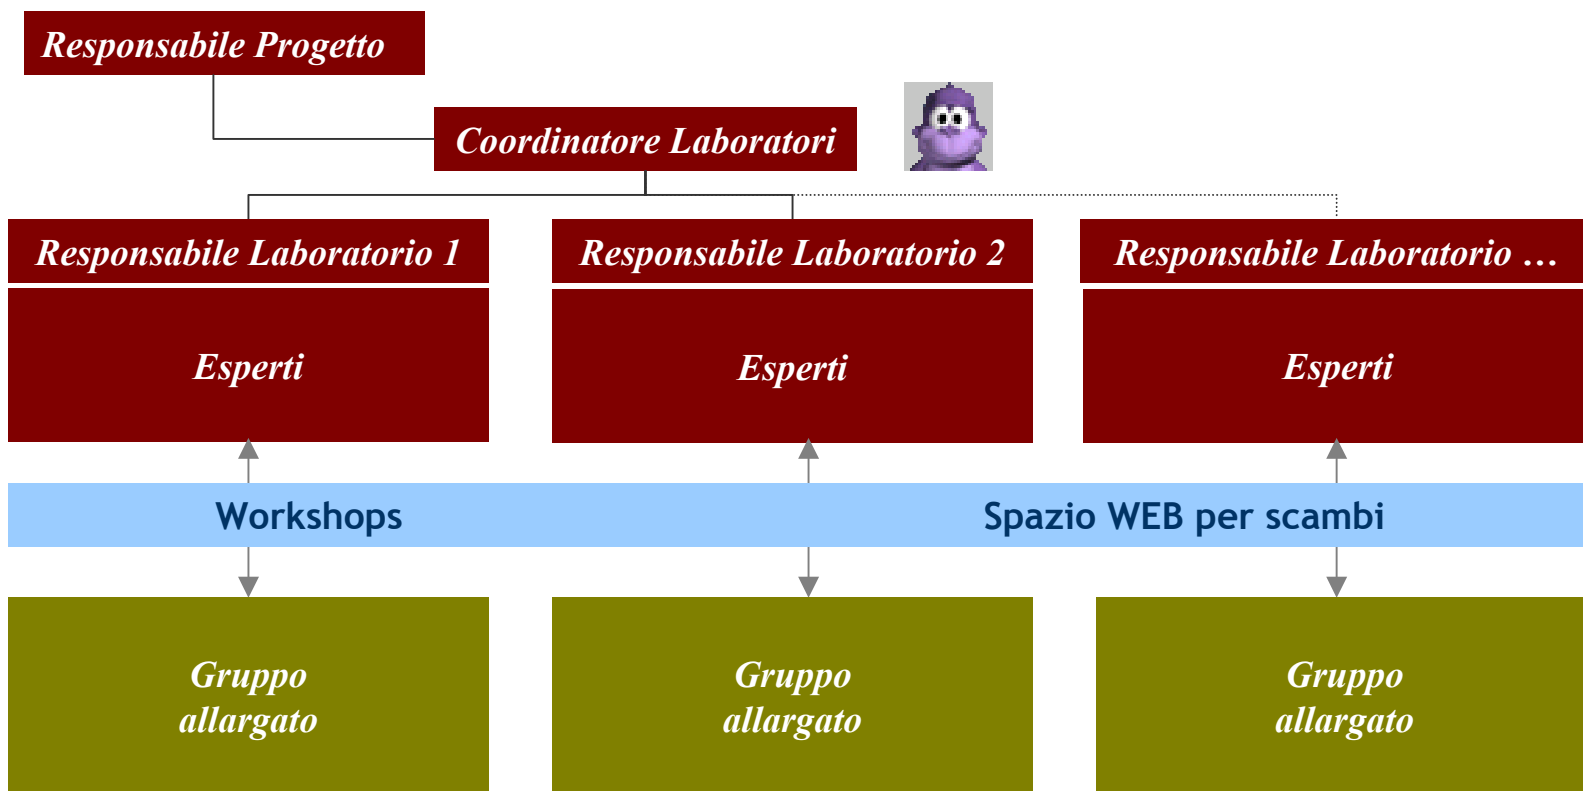 Responsabile Progetto
Coordinatore Laboratori
Responsabile Laboratorio 1
Responsabile Laboratorio 2
Responsabile Laboratorio …
Esperti
Esperti
Esperti
Workshops
Spazio WEB per scambi
Gruppo
allargato
Gruppo
allargato
Gruppo
allargato